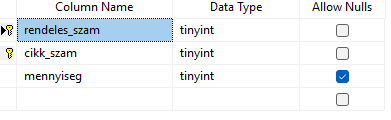 Column Name Data Type Allow Nulls
rendeles_szam tinyint
cikk_szam tinyint
mennyiseg tinyint